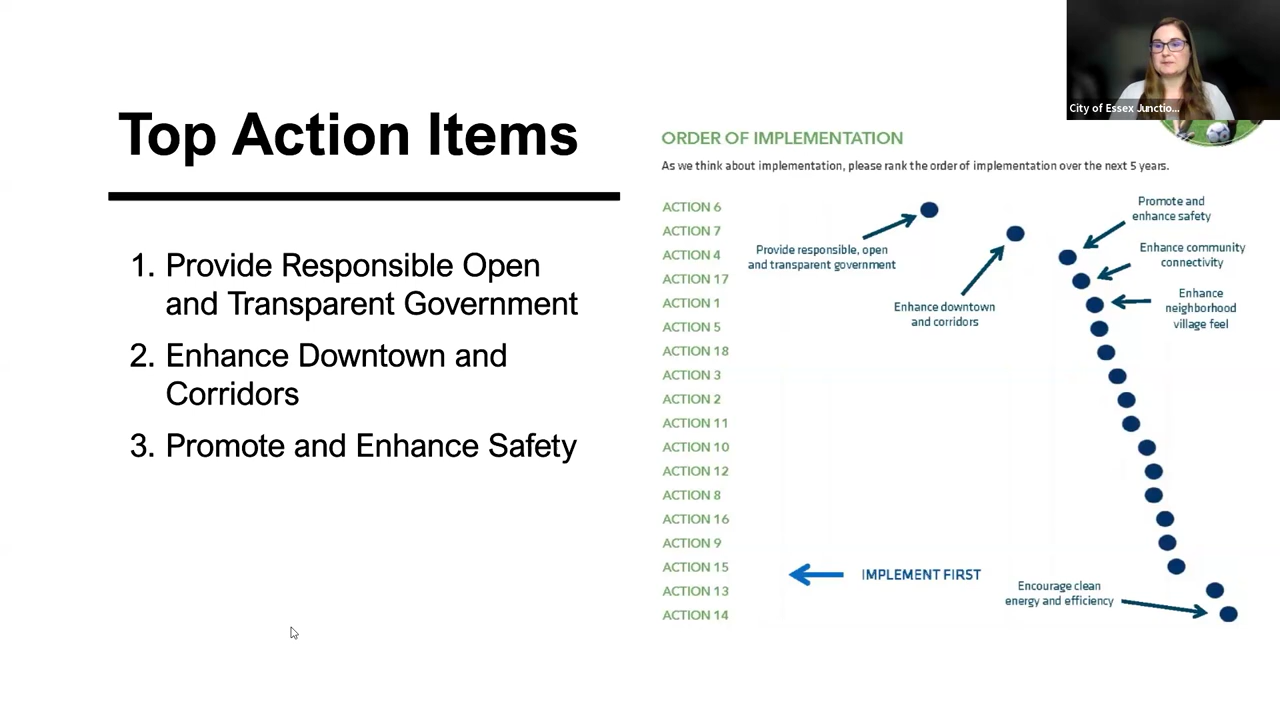 City of Essex Junctio...
Top Action Items
1. Provide Responsible Open
and Transparent Government
2. Enhance Downtown and
Corridors
3. Promote and Enhance Safety
ORDER OF IMPLEMENTATION
As we think about implementation, please rank the order of implementation over the next 5 years.
ACTION 6
ACTION 7
ACTION 4
ACTION 17
ACTION 1
ACTION 5
ACTION 18
ACTION 3
ACTION 2
ACTION 11
ACTION 10
ACTION 12
ACTION 8
ACTION 16
ACTION 9
ACTION 15
ACTION 13
ACTION 14
Provide responsible, open
and transparent government
Enhance downtown
and corridors
Promote and
enhance safety
Enhance community
connectivity
Enhance
neighborhood
village feel
IMPLEMENT FIRST
Encourage clean
energy and efficiency